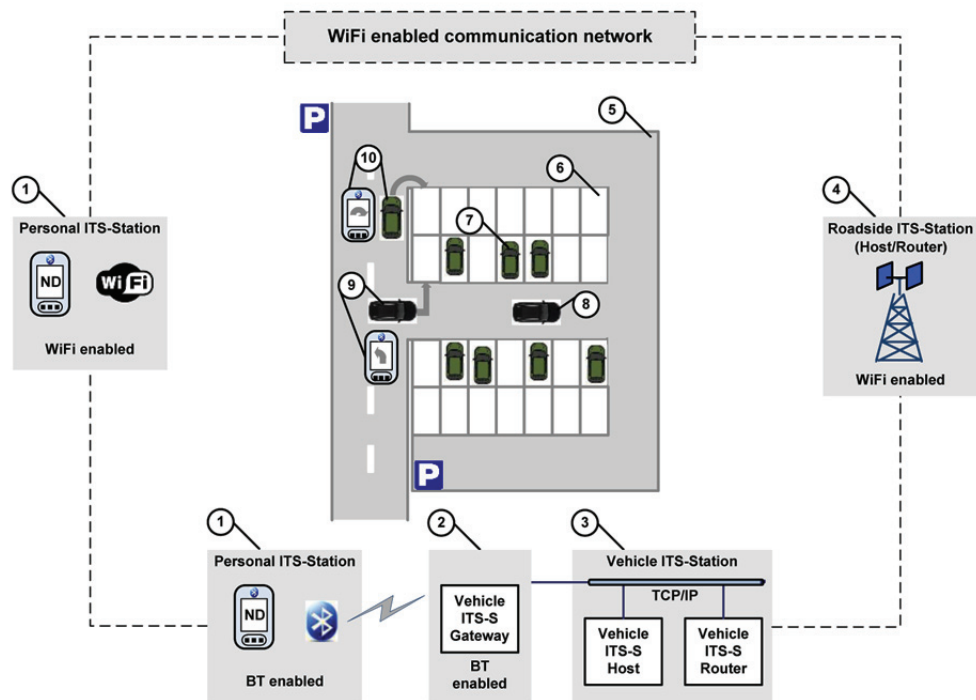 WiFi enabled communication network
P
5
10
6
1
Personal ITS-Station
ND
WiFi
WiFi enabled
7
4
Roadside ITS-Station
(Host/Router)
WiFi enabled
9
8
P
1
Personal ITS-Station
ND
BT enabled
2
Vehicle
ITS-S
Gateway
BT
enabled
3
Vehicle ITS-Station
TCP/IP
Vehicle
ITS-S
Host
Vehicle
ITS-S
Router